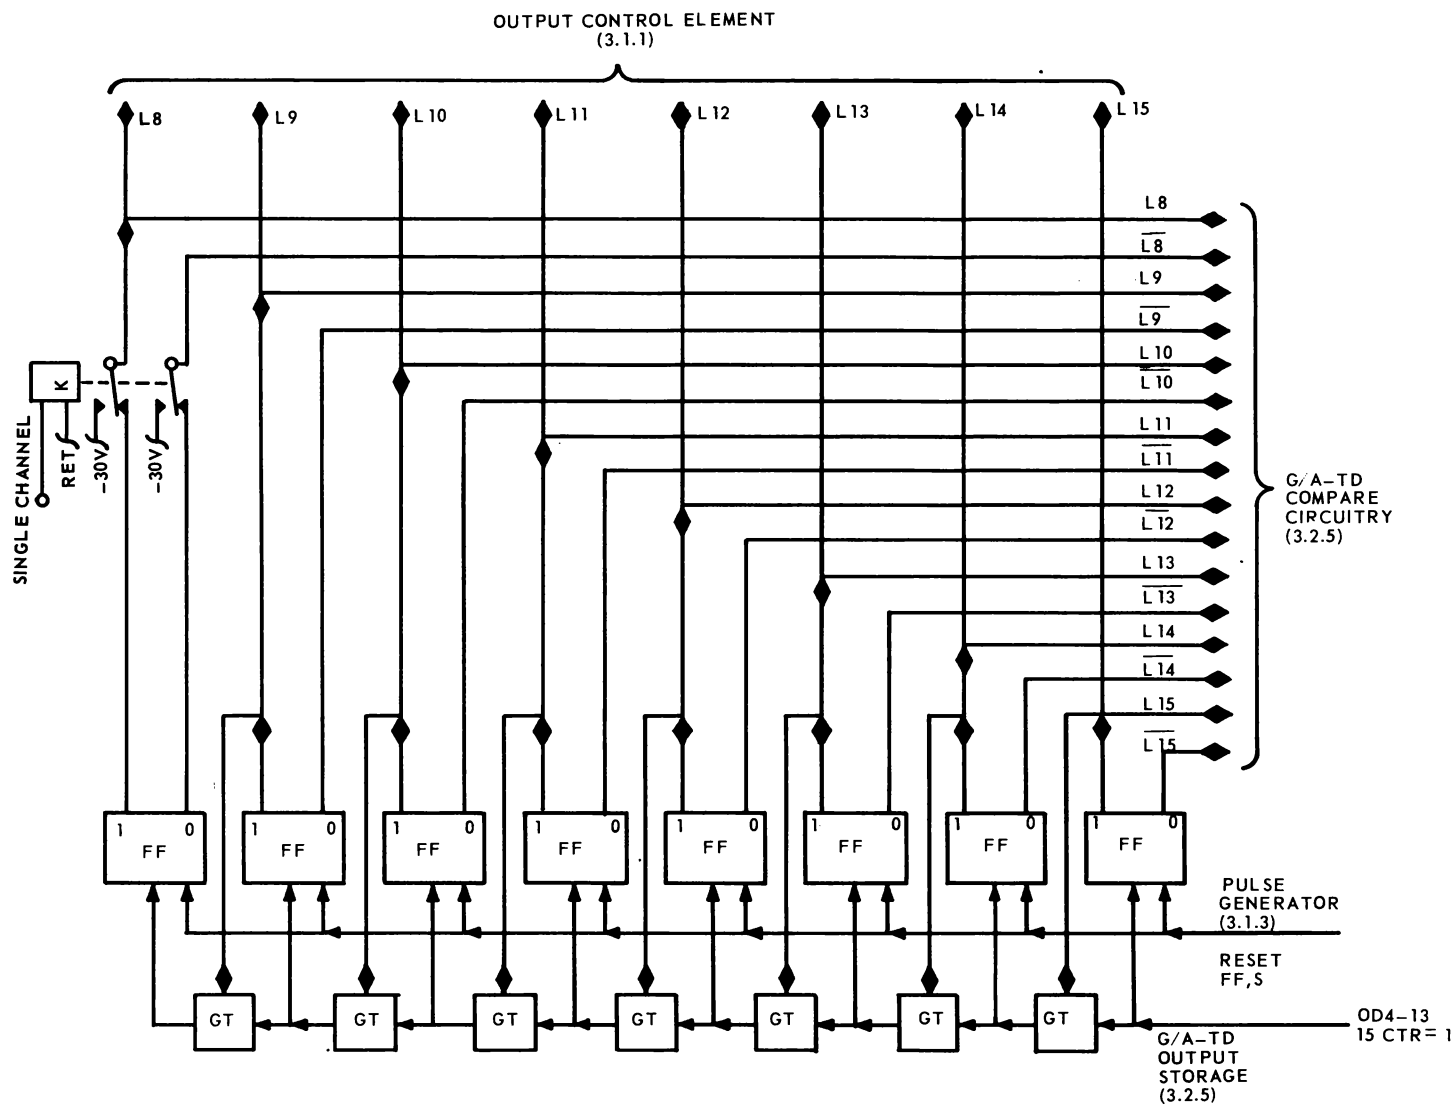 OUTPUT CONTROL ELEMENT
(3.1.1)
L8
L9
L10
L11
L12
L13
L14
L15
L8
L8
L9
L9
L10
L10
L11
L11
L12
L12
L13
L13
L14
L14
L15
L15
G/A-TD
COMPARE
CIRCUITRY
(3.2.5)
K
SINGLE CHANNEL
RET
-30V
-30V
1 0
FF
1 0
FF
1 0
FF
1 0
FF
1 0
FF
1 0
FF
1 0
FF
1 0
FF
PULSE
GENERATOR
(3.1.3)
RESET
FF,S
GT
GT
GT
GT
GT
GT
GT
OD4-13
15 CTR= 1
G/A-TD
OUTPUT
STORAGE
(3.2.5)